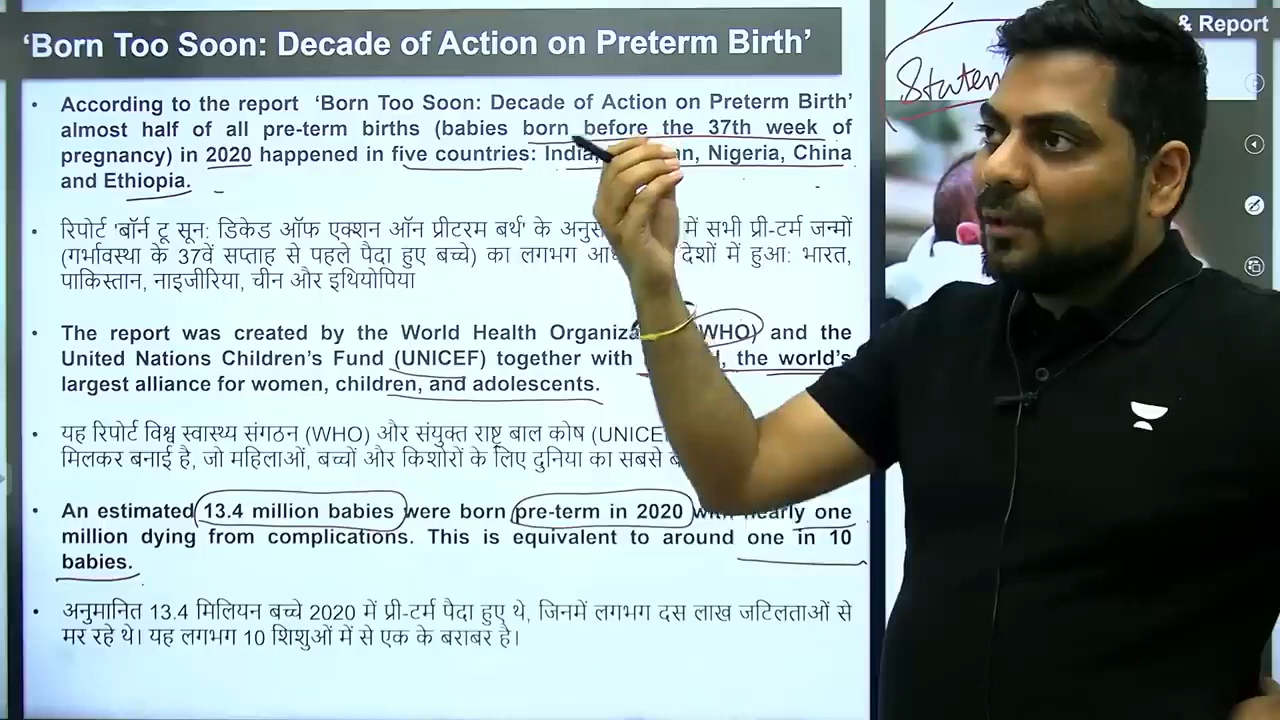 ‘Born Too Soon: Decade of Action on Preterm Birth’
& Report
Statem
• According to the report ‘Born Too Soon: Decade of Action on Preterm Birth’
almost half of all pre-term births (babies born before the 37th week of
pregnancy) in 2020 happened in five countries: India, Nigeria, China
and Ethiopia.
• रिपोर्ट 'बॉर्न टू सून: डिकेड ऑफ एक्शन ऑन प्रीटरम बर्थ' के में सभी प्री-टर्म जन्मों
(गर्भावस्था के 37वें सप्ताह से पहले पैदा हुए बच्चे) का लगभग देशों में हुआ: भारत,
पाकिस्तान, नाइजीरिया, चीन और इथियोपिया
• The report was created by the World Health (WHO) and the
United Nations Children’s Fund (UNICEF) together with the world’s
largest alliance for women, children, and adolescents.
• यह रिपोर्ट विश्व स्वास्थ्य संगठन (WHO) और संयुक्त राष्ट्र बाल कोष
मिलकर बनाई है, जो महिलाओं, बच्चों और किशोरों के लिए दुनिया का सबसे
• An estimated 13.4 million babies were born pre-term in 2020 with nearly one
million dying from complications. This is equivalent to around one in 10
babies.
• अनुमानित 13.4 मिलियन बच्चे 2020 में प्री-टर्म पैदा हुए थे, जिनमें लगभग दस लाख जटिलताओं से
मर रहे थे। यह लगभग 10 शिशुओं में से एक के बराबर है।